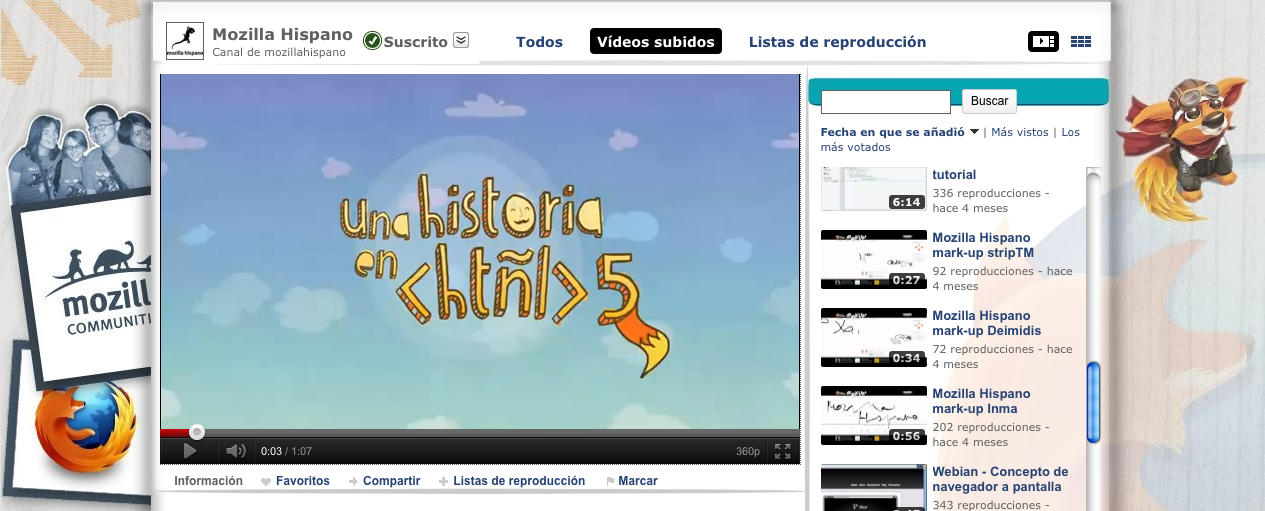 Mozilla Hispano
Canal de mozillahispano
mozilla hispano
Suscrito
Todos
Vídeos subidos
Listas de reproducción
Buscar
Fecha en que se añadió | Más vistos | Los
más votados
una historia
en <htñl> 5
tutorial
336 reproducciones -
hace 4 meses
6:14
Mozilla Hispano
mark-up stripTM
92 reproducciones - hace
4 meses
0:27
Mozilla Hispano
mark-up Deimidis
72 reproducciones - hace
4 meses
0:34
Mozilla Hispano
mark-up Inma
202 reproducciones -
hace 4 meses
0:56
Webian - Concepto de
navegador a pantalla
343 reproducciones -
mozill
COMMUNITI
0:03 / 1:07
360p
Información
Favoritos
Compartir
Listas de reproducción
Marcar